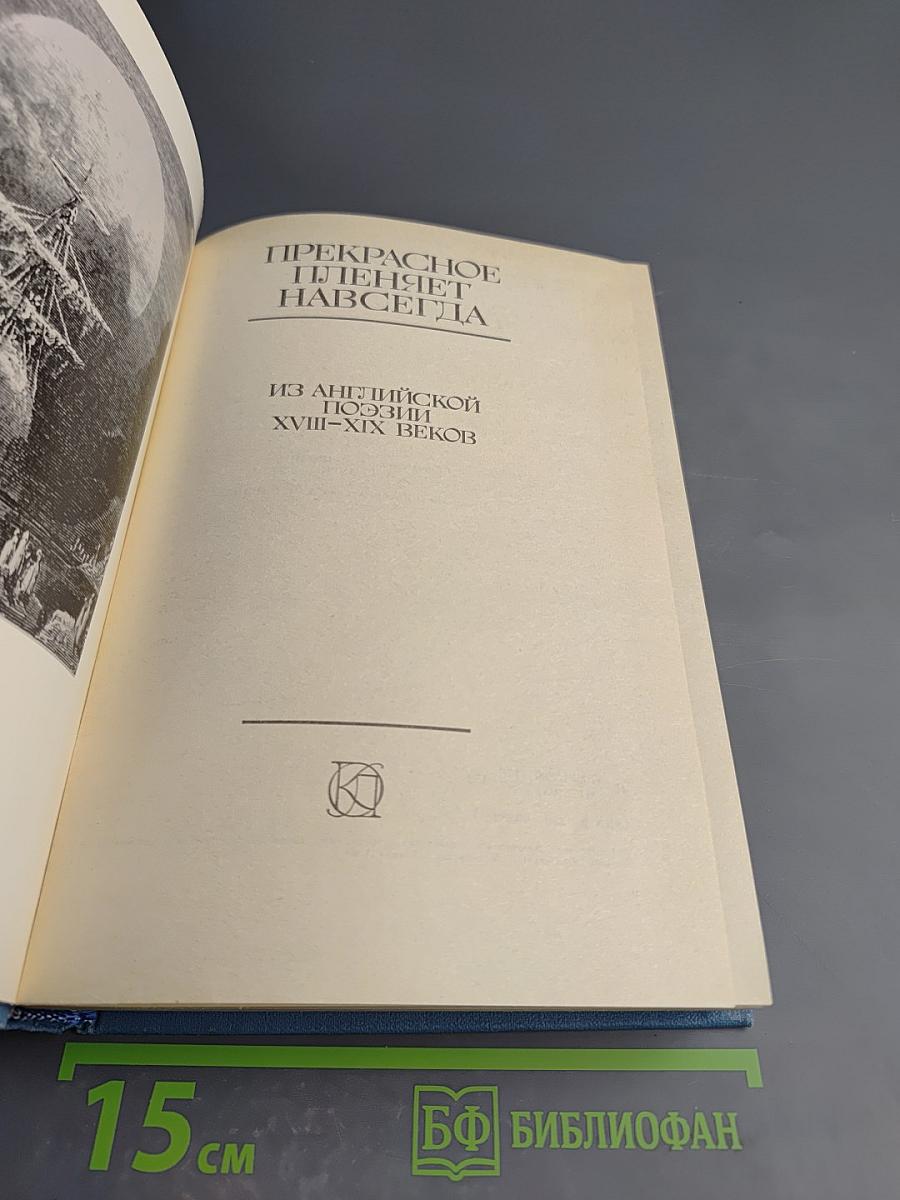 ПРЕКРАСНОЕ
ПЛЕНЯЕТ
НАВСЕГДА
ИЗ АНГЛИЙСКОЙ
ПОЭЗИИ
XVIII–XIX ВЕКОВ
15 СМ
БФ БИБЛИОФАН